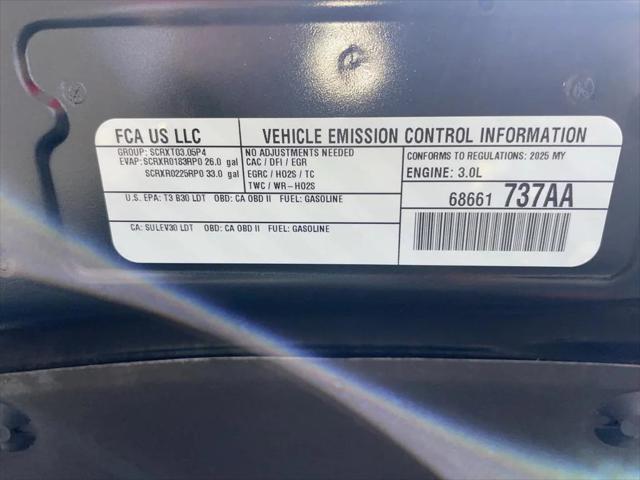 FCA US LLC
VEHICLE EMISSION CONTROL INFORMATION
GROUP: SCRXT03.05P4
EVAP: SCRXR0183RP0 26.0 gal
SCRXR0225RP0 33.0 gal
NO ADJUSTMENTS NEEDED
CAC / DFI / EGR
EGRC / HO2S / TC
TWC / WR-HO2S
CONFORMS TO REGULATIONS: 2025 MY
ENGINE: 3.0L
U.S. EPA: T3 B30 LDT OBD: CA OBD II FUEL: GASOLINE
68661 737AA
CA: SULEV30 LDT OBD: CA OBD II FUEL: GASOLINE